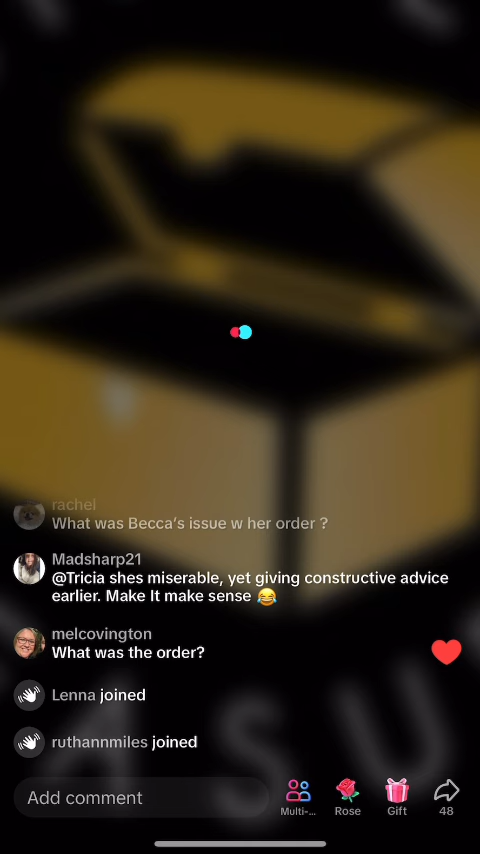 rachel
What was Becca's issue w her order ?
Madsharp21
@Tricia shes miserable, yet giving constructive advice
earlier. Make It make sense 😂
melcovington
What was the order?
Lenna joined
ruthannmiles joined
A S U
Add comment
Multi-...
Rose
Gift
48